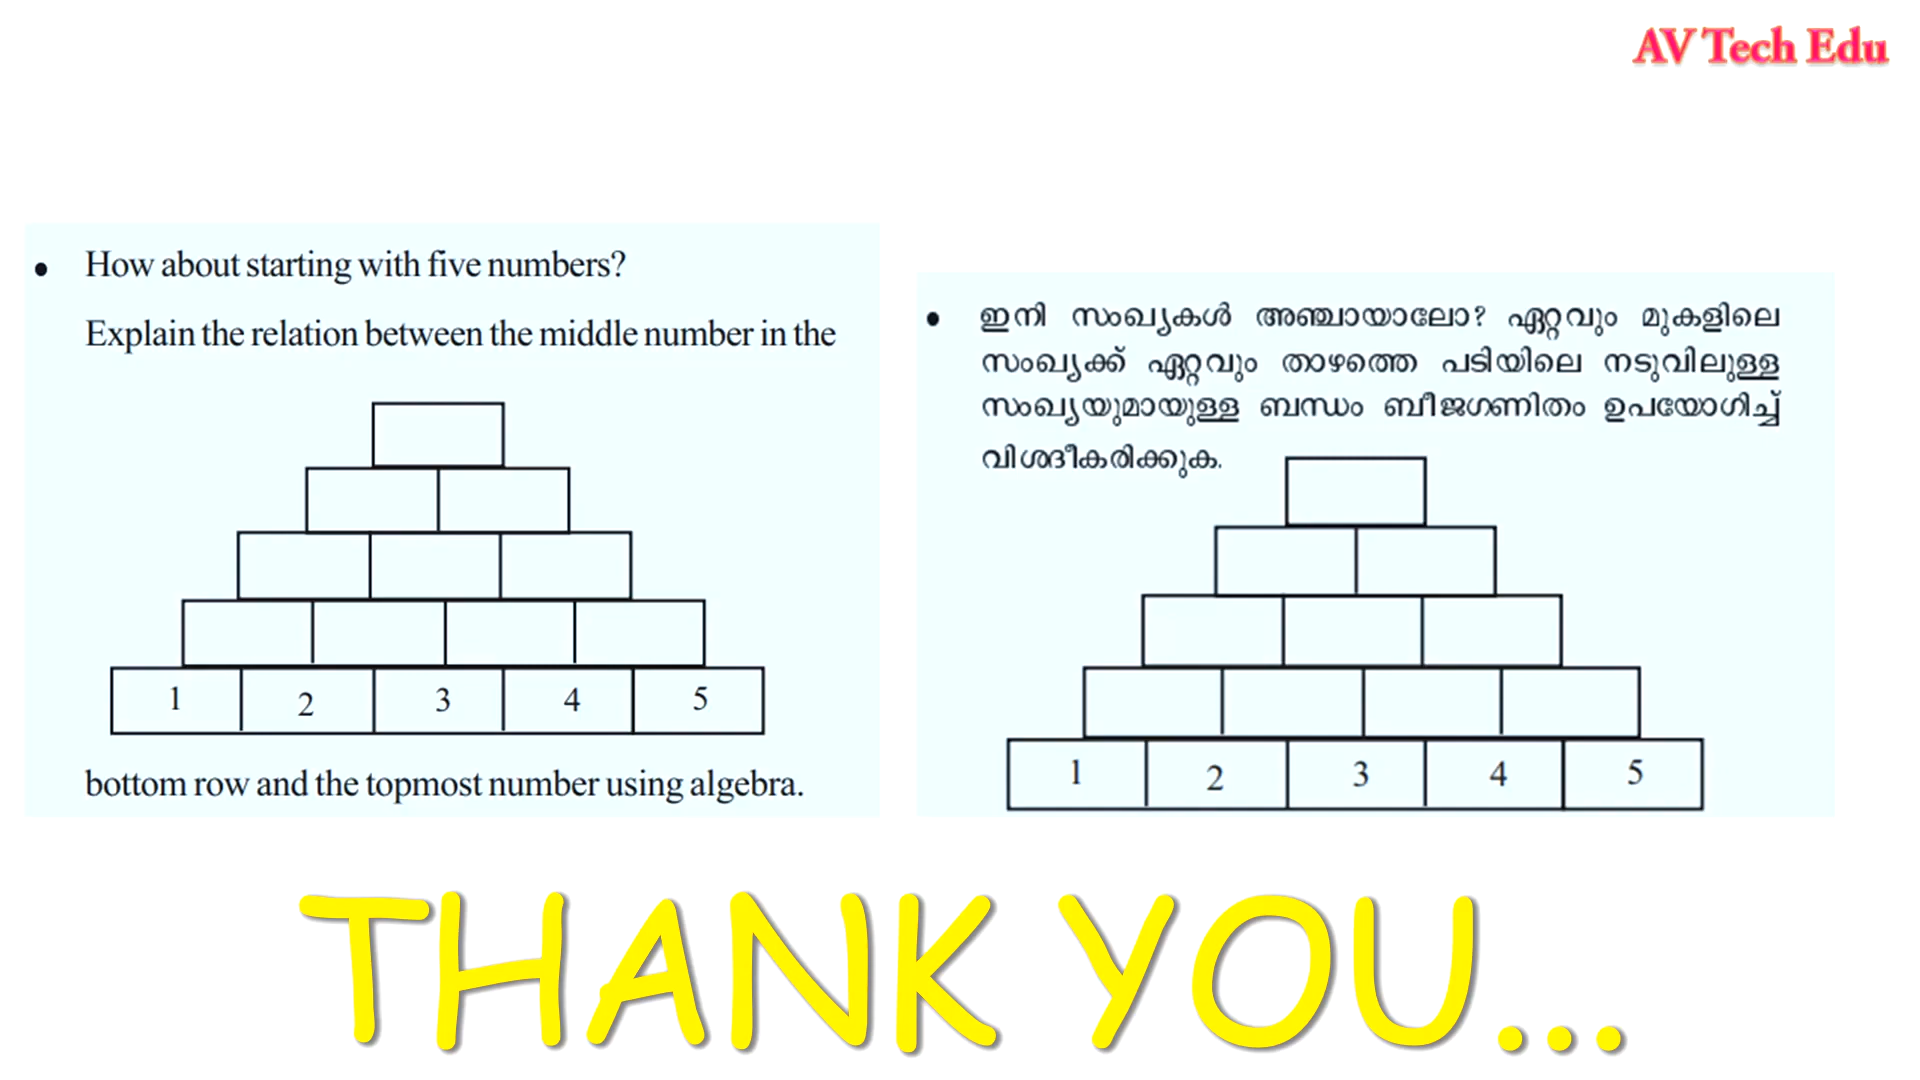 AV Tech Edu
• How about starting with five numbers?
Explain the relation between the middle number in the
1 2 3 4 5
bottom row and the topmost number using algebra.
• ഇനി സംഖ്യകൾ അഞ്ചായാലോ? ഏറ്റവും മുകളിലെ
സംഖ്യക്ക് ഏറ്റവും താഴത്തെ പടിയിലെ നടുവിലുള്ള
സംഖ്യയുമായുള്ള ബന്ധം ബീജഗണിതം ഉപയോഗിച്ച്
വിശദീകരിക്കുക.
1 2 3 4 5
THANK YOU...